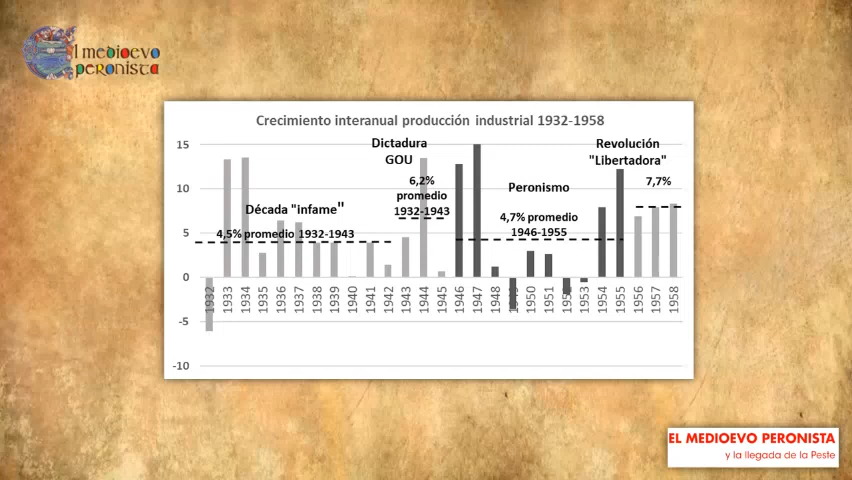 El medioevo
peronista
Crecimiento interanual producción industrial 1932-1958
15
10
5
0
-5
-10
Década "infame"
4,5% promedio 1932-1943
Dictadura
GOU
6,2%
promedio
1932-1943
Peronismo
4,7% promedio
1946-1955
Revolución
"Libertadora"
7,7%
1932
1933
1934
1935
1936
1937
1938
1939
1940
1941
1942
1943
1944
1945
1946
1947
1948
1949
1950
1951
1952
1953
1954
1955
1956
1957
1958
EL MEDIOEVO PERONISTA
y la llegada de la Peste